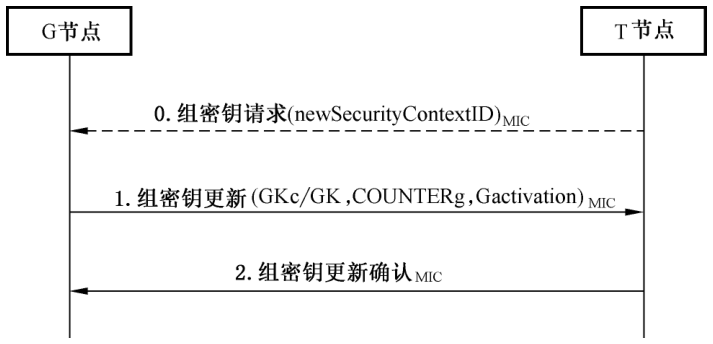 G节点
T节点
0.组密钥请求(newSecurityContextID)MIC
1.组密钥更新(GKc/GK,COUNTERg,Gactivation)MIC
2.组密钥更新确认MIC